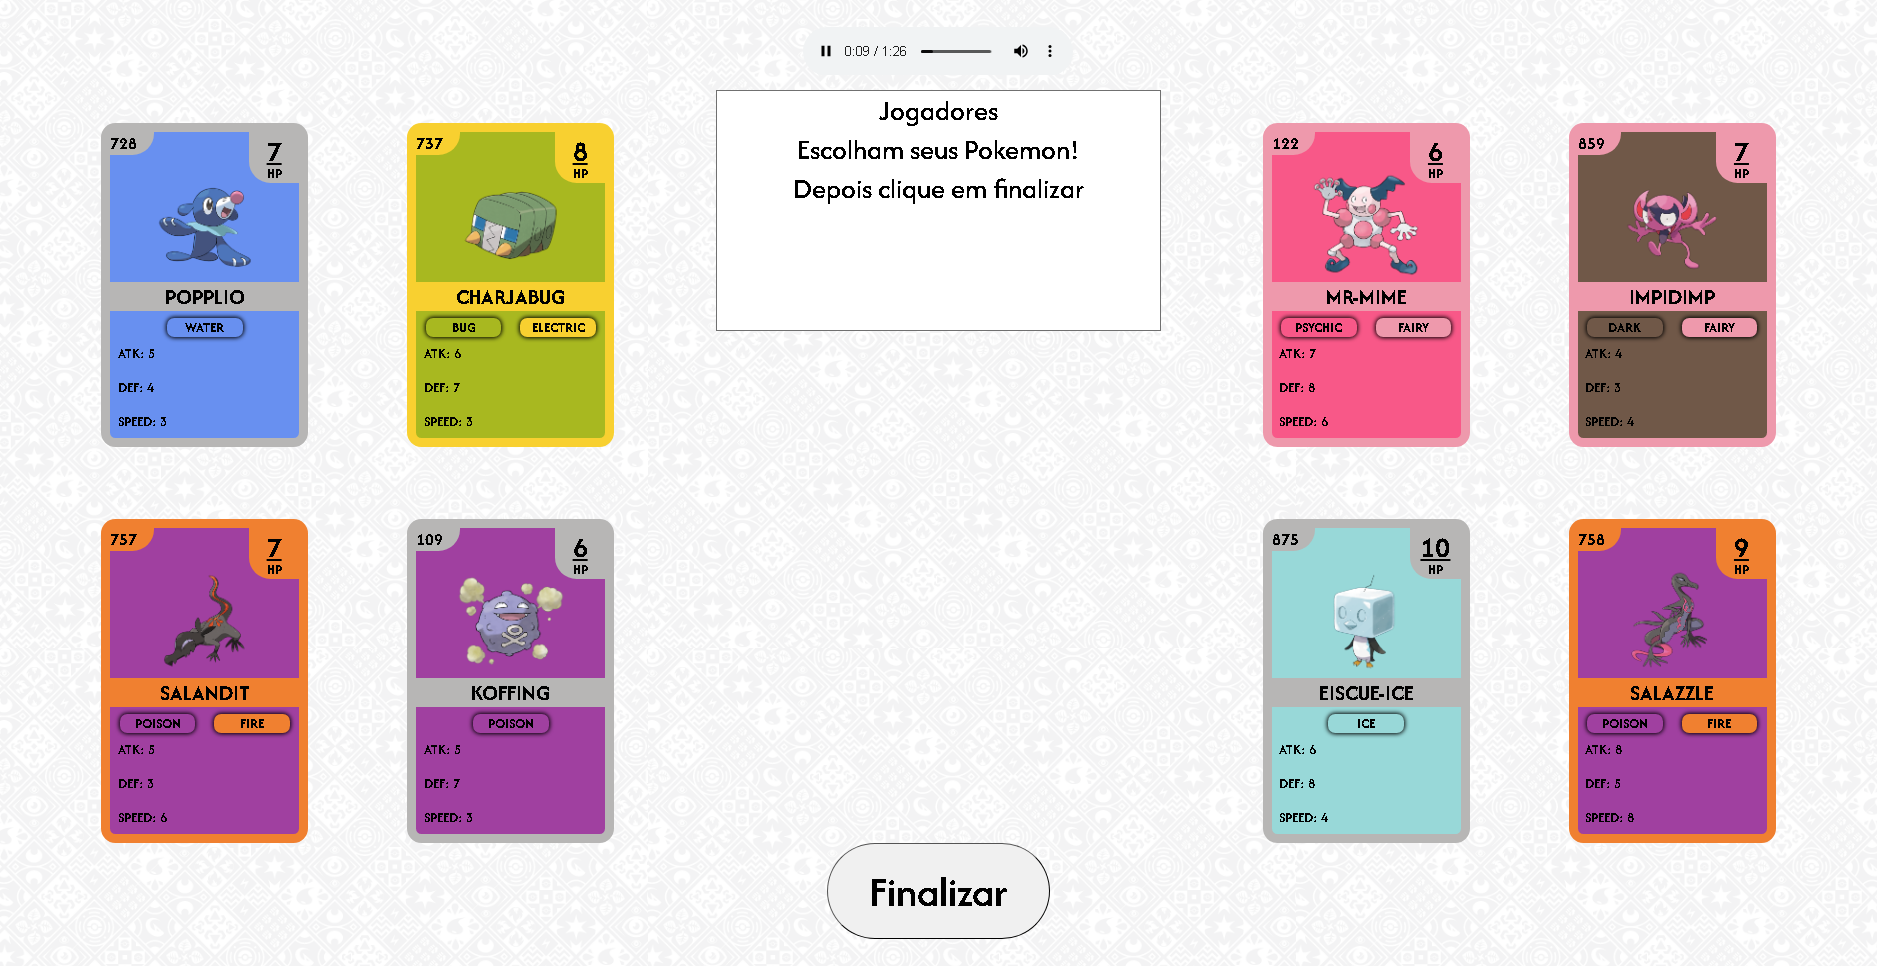 0:09 / 1:26
Jogadores
Escolham seus Pokemon!
Depois clique em finalizar
728
7
HP
POPPLIO
WATER
ATK: 5
DEF: 4
SPEED: 3
737
8
HP
CHARJABUG
BUG ELECTRIC
ATK: 6
DEF: 7
SPEED: 3
122
6
HP
MR-MIME
PSYCHIC FAIRY
ATK: 7
DEF: 8
SPEED: 6
859
7
HP
IMPIDIMP
DARK FAIRY
ATK: 4
DEF: 3
SPEED: 4
757
7
HP
SALANDIT
POISON FIRE
ATK: 5
DEF: 3
SPEED: 6
109
6
HP
KOFFING
POISON
ATK: 5
DEF: 7
SPEED: 3
875
10
HP
EISCUE-ICE
ICE
ATK: 6
DEF: 8
SPEED: 4
758
9
HP
SALAZZLE
POISON FIRE
ATK: 8
DEF: 5
SPEED: 8
Finalizar